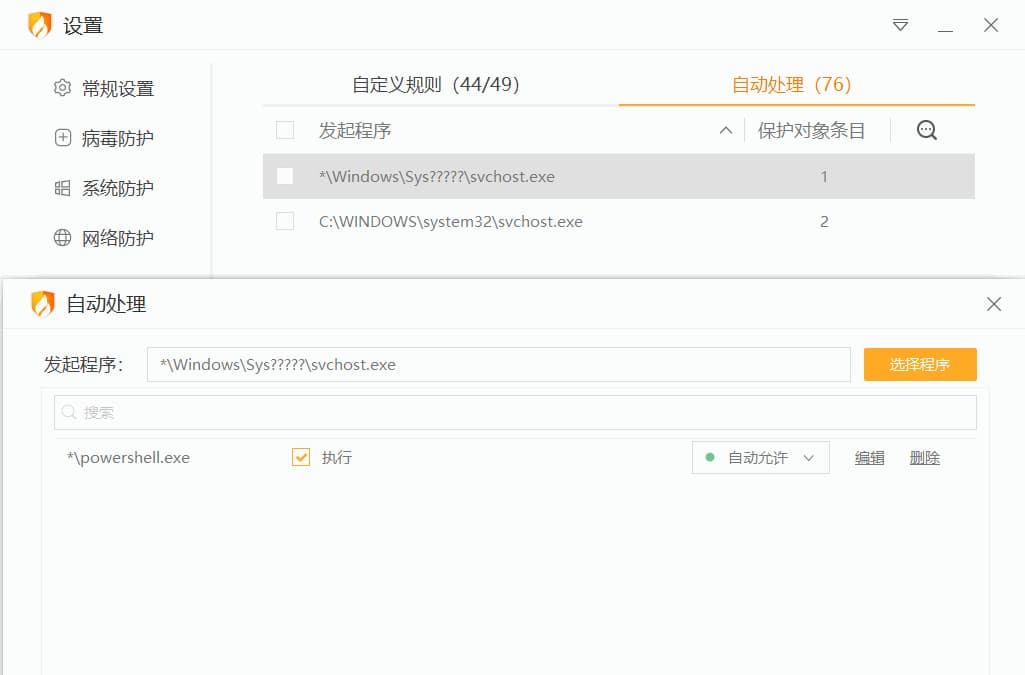 设置
常规设置
病毒防护
系统防护
网络防护
自定义规则（44/49）
自动处理（76）
发起程序
保护对象条目
*\Windows\Sys?????\svchost.exe
1
C:\WINDOWS\system32\svchost.exe
2
自动处理
发起程序：
*\Windows\Sys?????\svchost.exe
选择程序
搜索
*\powershell.exe
执行
自动允许
编辑
删除